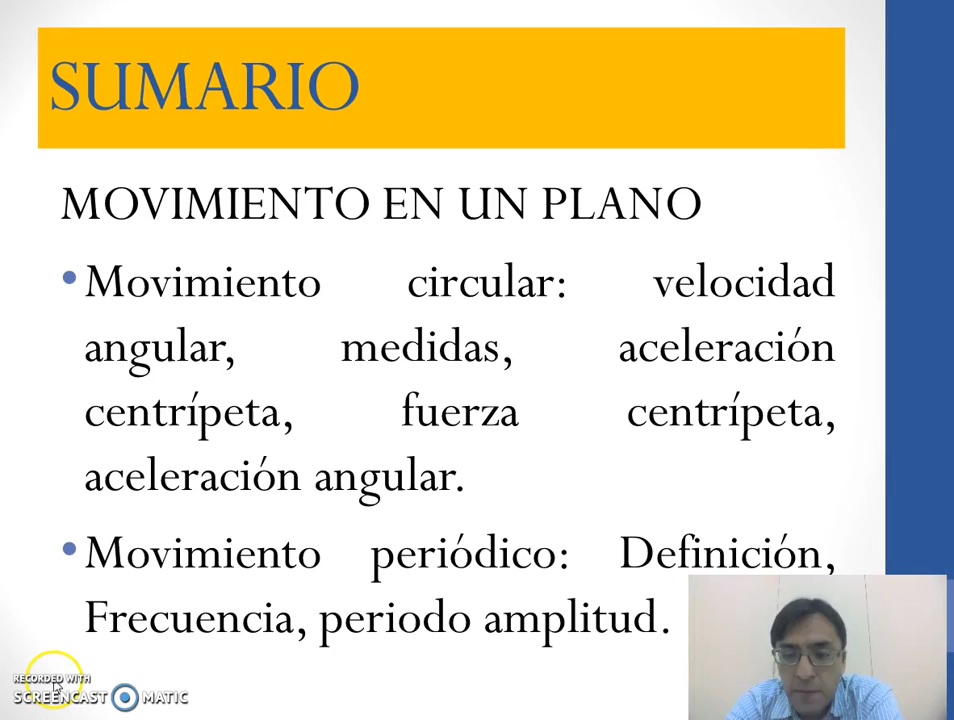 SUMARIO
MOVIMIENTO EN UN PLANO
•Movimiento circular: velocidad
angular, medidas, aceleración
centrípeta, fuerza centrípeta,
aceleración angular.
•Movimiento periódico: Definición,
Frecuencia, periodo amplitud.
RECORDED WITH
SCREENCAST MATIC